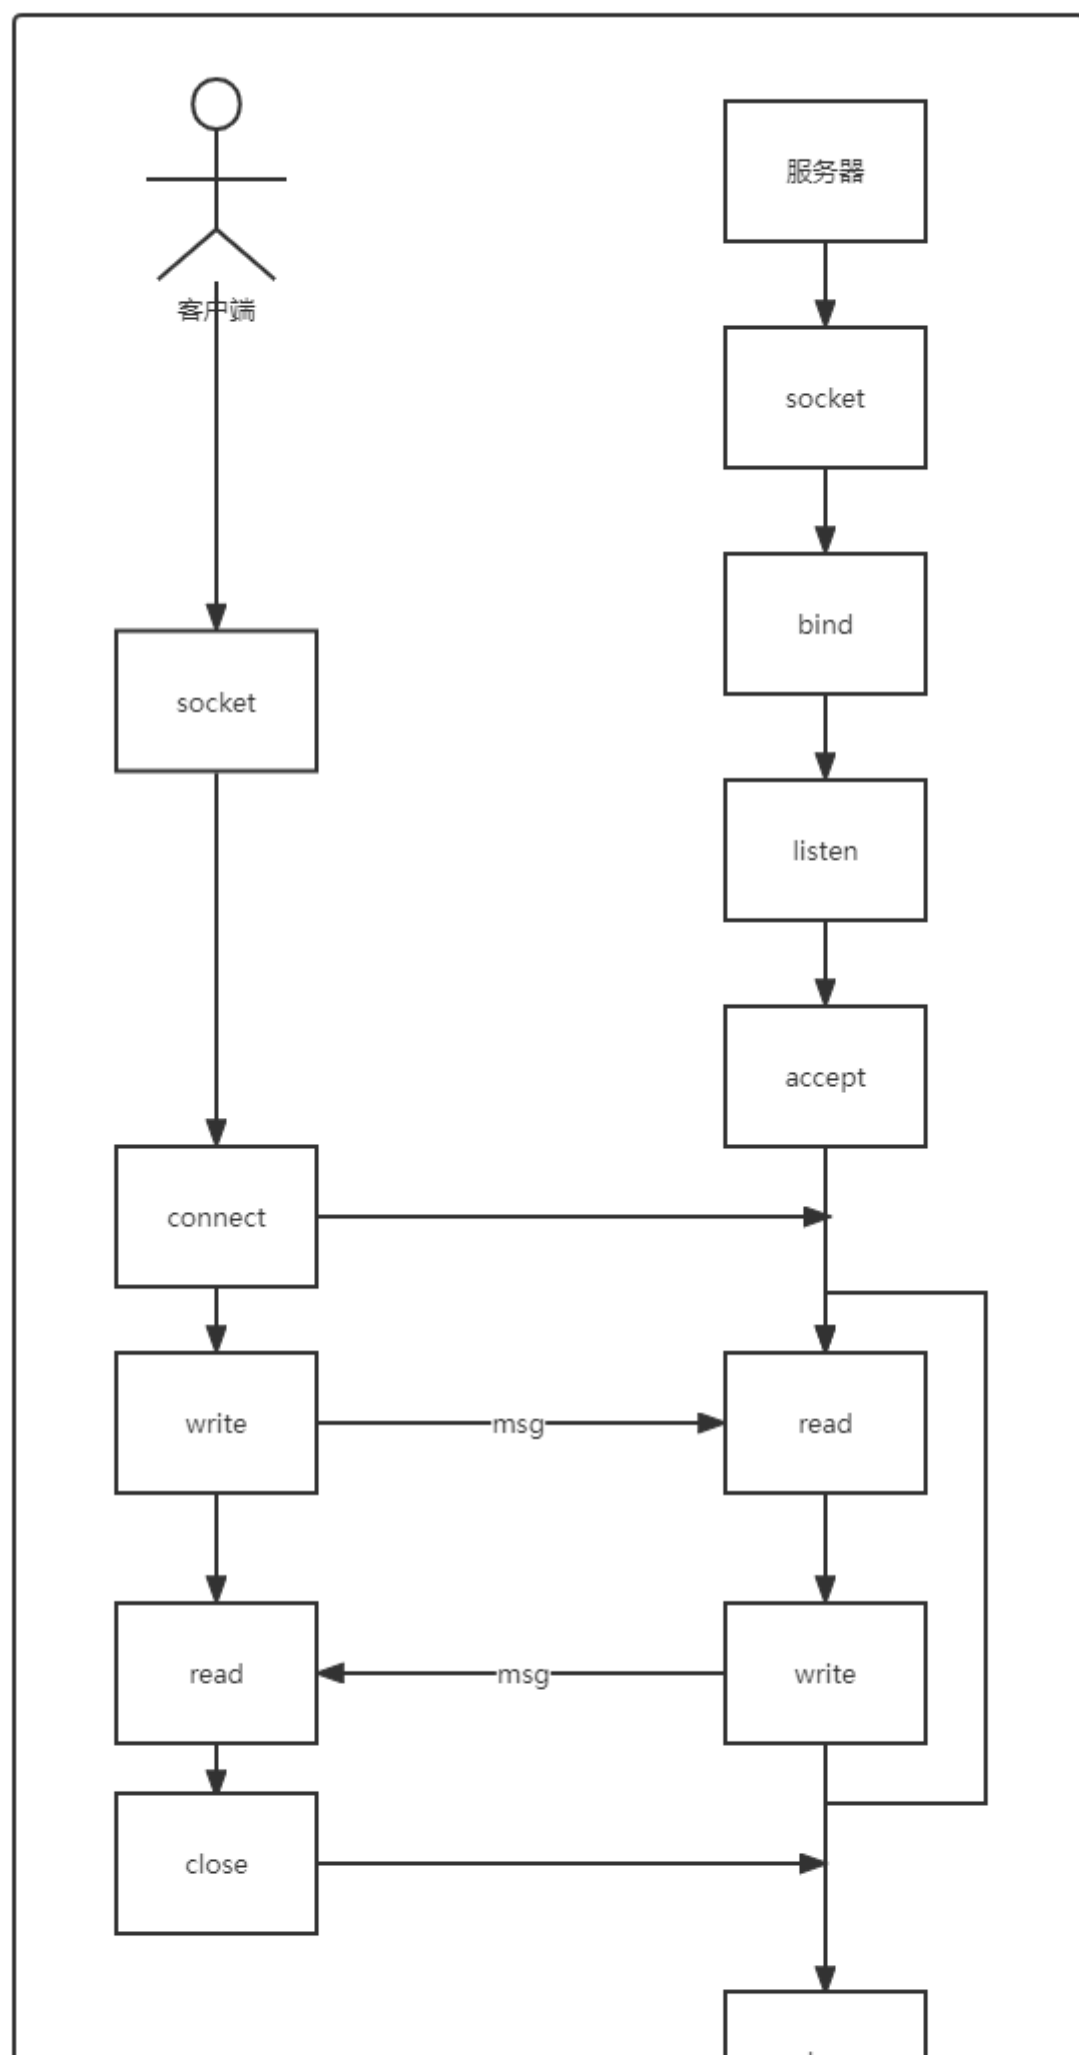 客户端
服务器
socket
bind
socket
listen
accept
connect
write
msg
read
read
msg
write
close